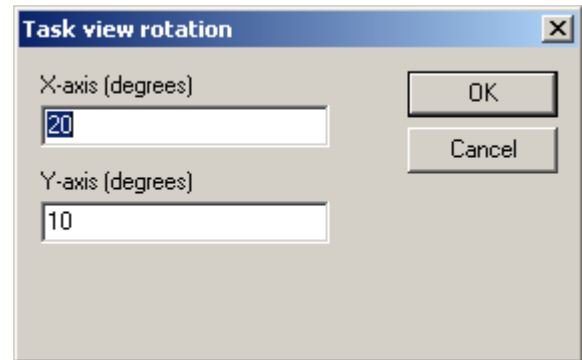 Task view rotation
X-axis (degrees)
20
OK
Cancel
Y-axis (degrees)
10